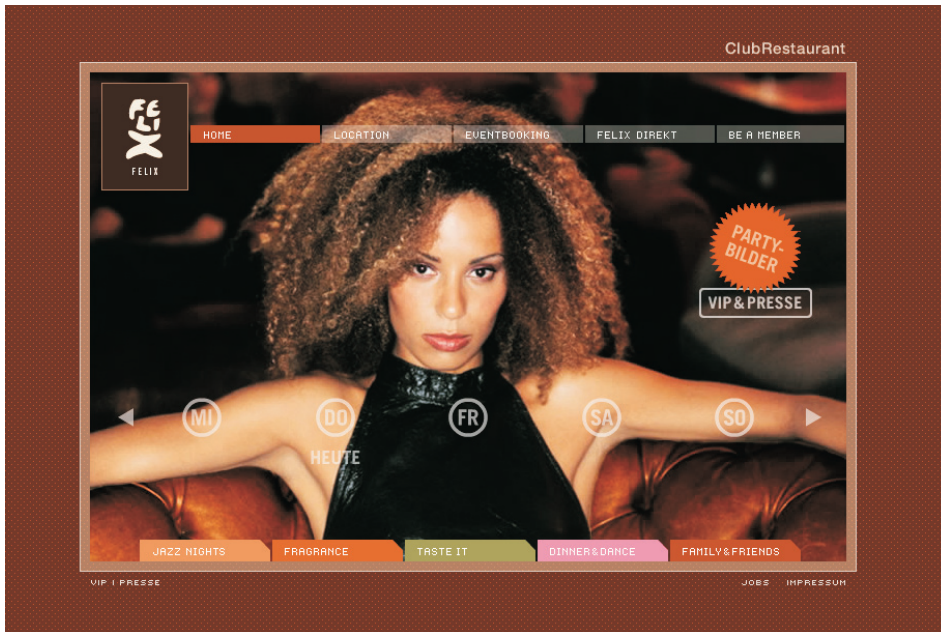 ClubRestaurant
FELIX
FELIX
HOME
LOCATION
EVENTBOOKING
FELIX DIREKT
BE A MEMBER
PARTY-
BILDER
VIP & PRESSE
MI
DO
FR
SA
SO
HEUTE
JAZZ NIGHTS
FRAGRANCE
TASTE IT
DINNER&DANCE
FAMILY&FRIENDS
VIP | PRESSE
JOBS
IMPRESSUM